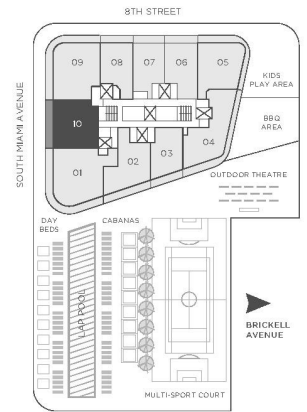 8TH STREET
SOUTH MIAMI AVENUE
09
08
07
06
05
KIDS
PLAY AREA
10
BBQ
AREA
04
03
02
01
OUTDOOR THEATRE
DAY
BEDS
CABANAS
LAP POOL
BRICKELL
AVENUE
MULTI-SPORT COURT